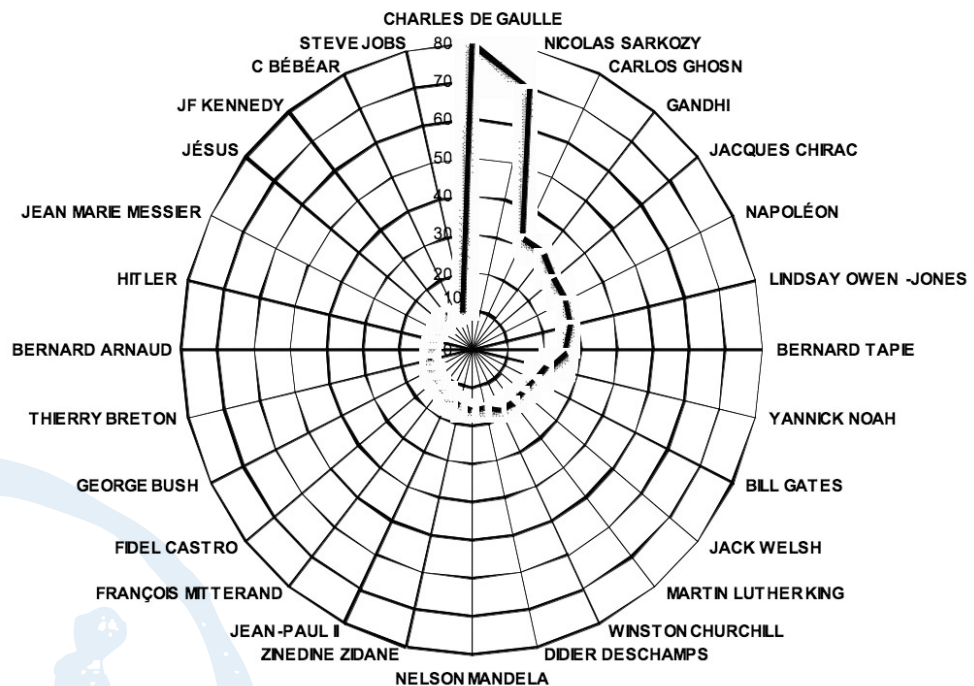 CHARLES DE GAULLE
STEVE JOBS
80
NICOLAS SARKOZY
C BÉBÉAR
70
CARLOS GHOSN
JF KENNEDY
60
GANDHI
JÉSUS
50
JACQUES CHIRAC
40
JEAN MARIE MESSIER
NAPOLÉON
30
HITLER
20
LINDSAY OWEN -JONES
10
BERNARD ARNAUD
0
BERNARD TAPIE
THIERRY BRETON
YANNICK NOAH
GEORGE BUSH
BILL GATES
FIDEL CASTRO
JACK WELSH
FRANÇOIS MITTERAND
MARTIN LUTHER KING
JEAN-PAUL II
WINSTON CHURCHILL
ZINEDINE ZIDANE
DIDIER DESCHAMPS
NELSON MANDELA